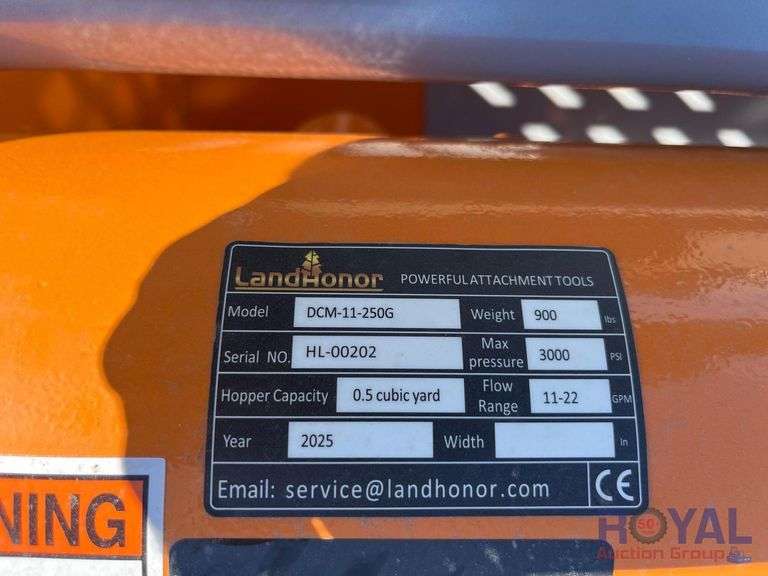 LandHonor POWERFUL ATTACHMENT TOOLS
Model DCM-11-250G Weight 900 lbs
Serial NO. HL-00202 Max pressure 3000 PSI
Hopper Capacity 0.5 cubic yard Flow Range 11-22 GPM
Year 2025 Width In
Email: service@landhonor.com CE
NING
50
ROYAL
Auction Group